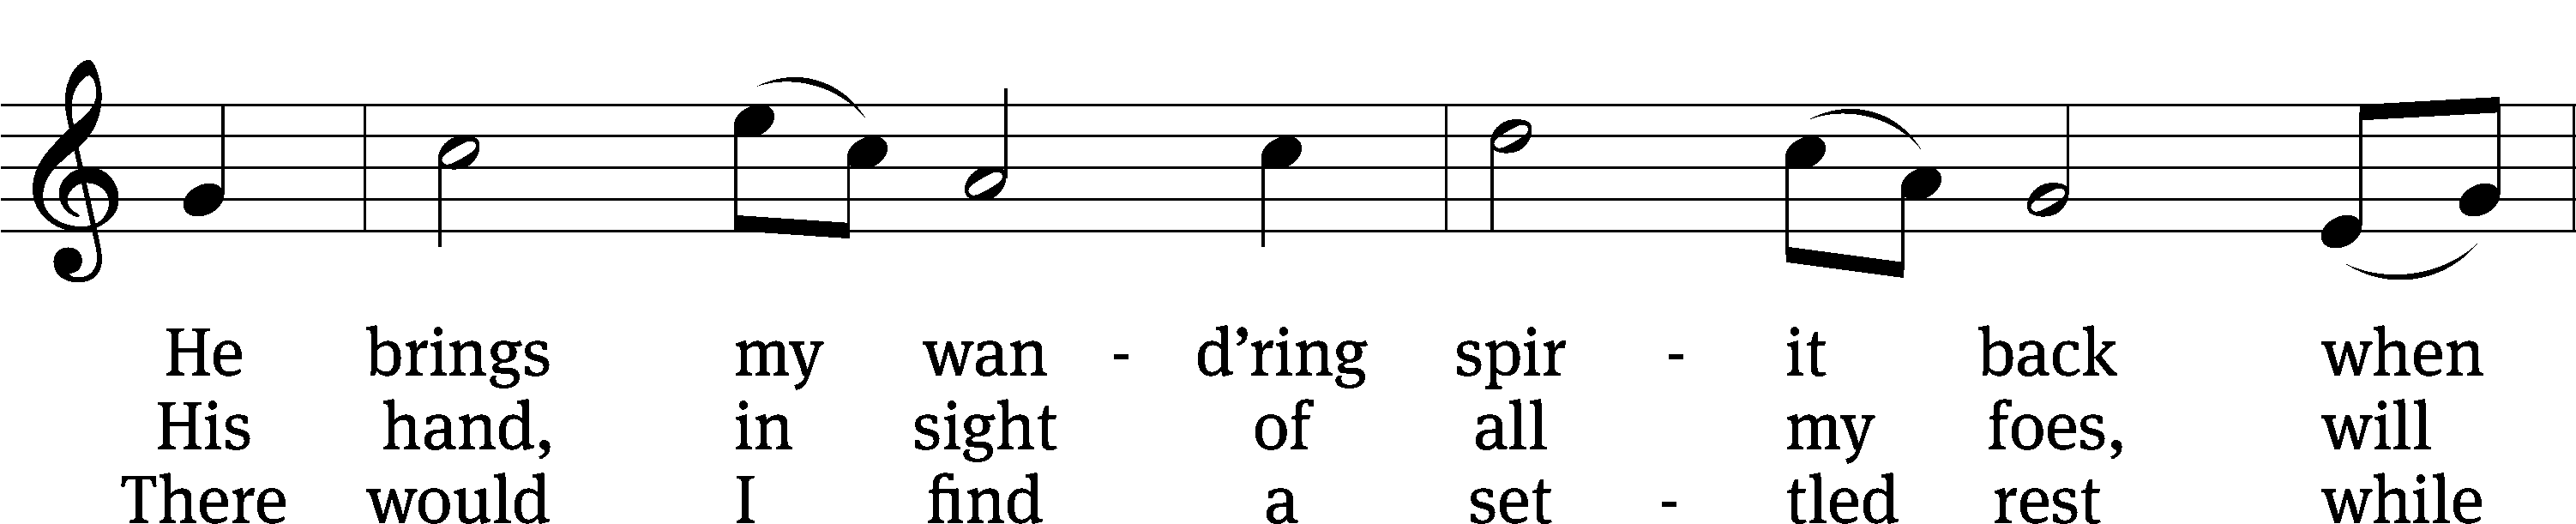 He brings my wan - d’ring spir - it back when
His hand, in sight of all my foes, will
There would I find a set - tled rest while